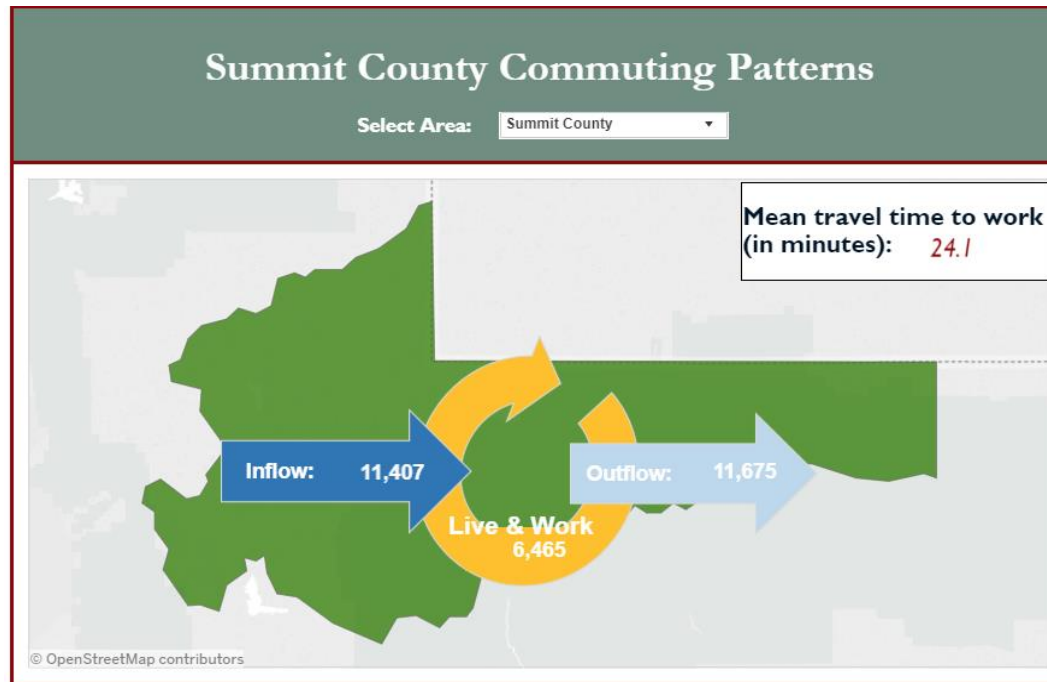 Summit County Commuting Patterns
Select Area: Summit County
Mean travel time to work
(in minutes): 24.1
Inflow: 11,407
Outflow: 11,675
Live & Work
6,465
© OpenStreetMap contributors